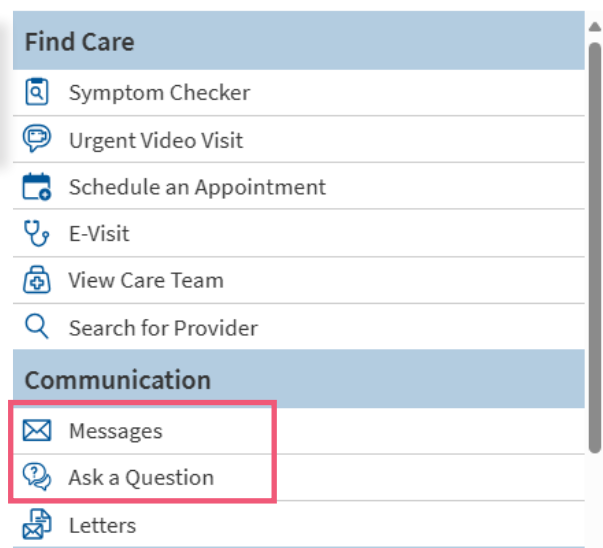 Find Care
Symptom Checker
Urgent Video Visit
Schedule an Appointment
E-Visit
View Care Team
Search for Provider
Communication
Messages
Ask a Question
Letters